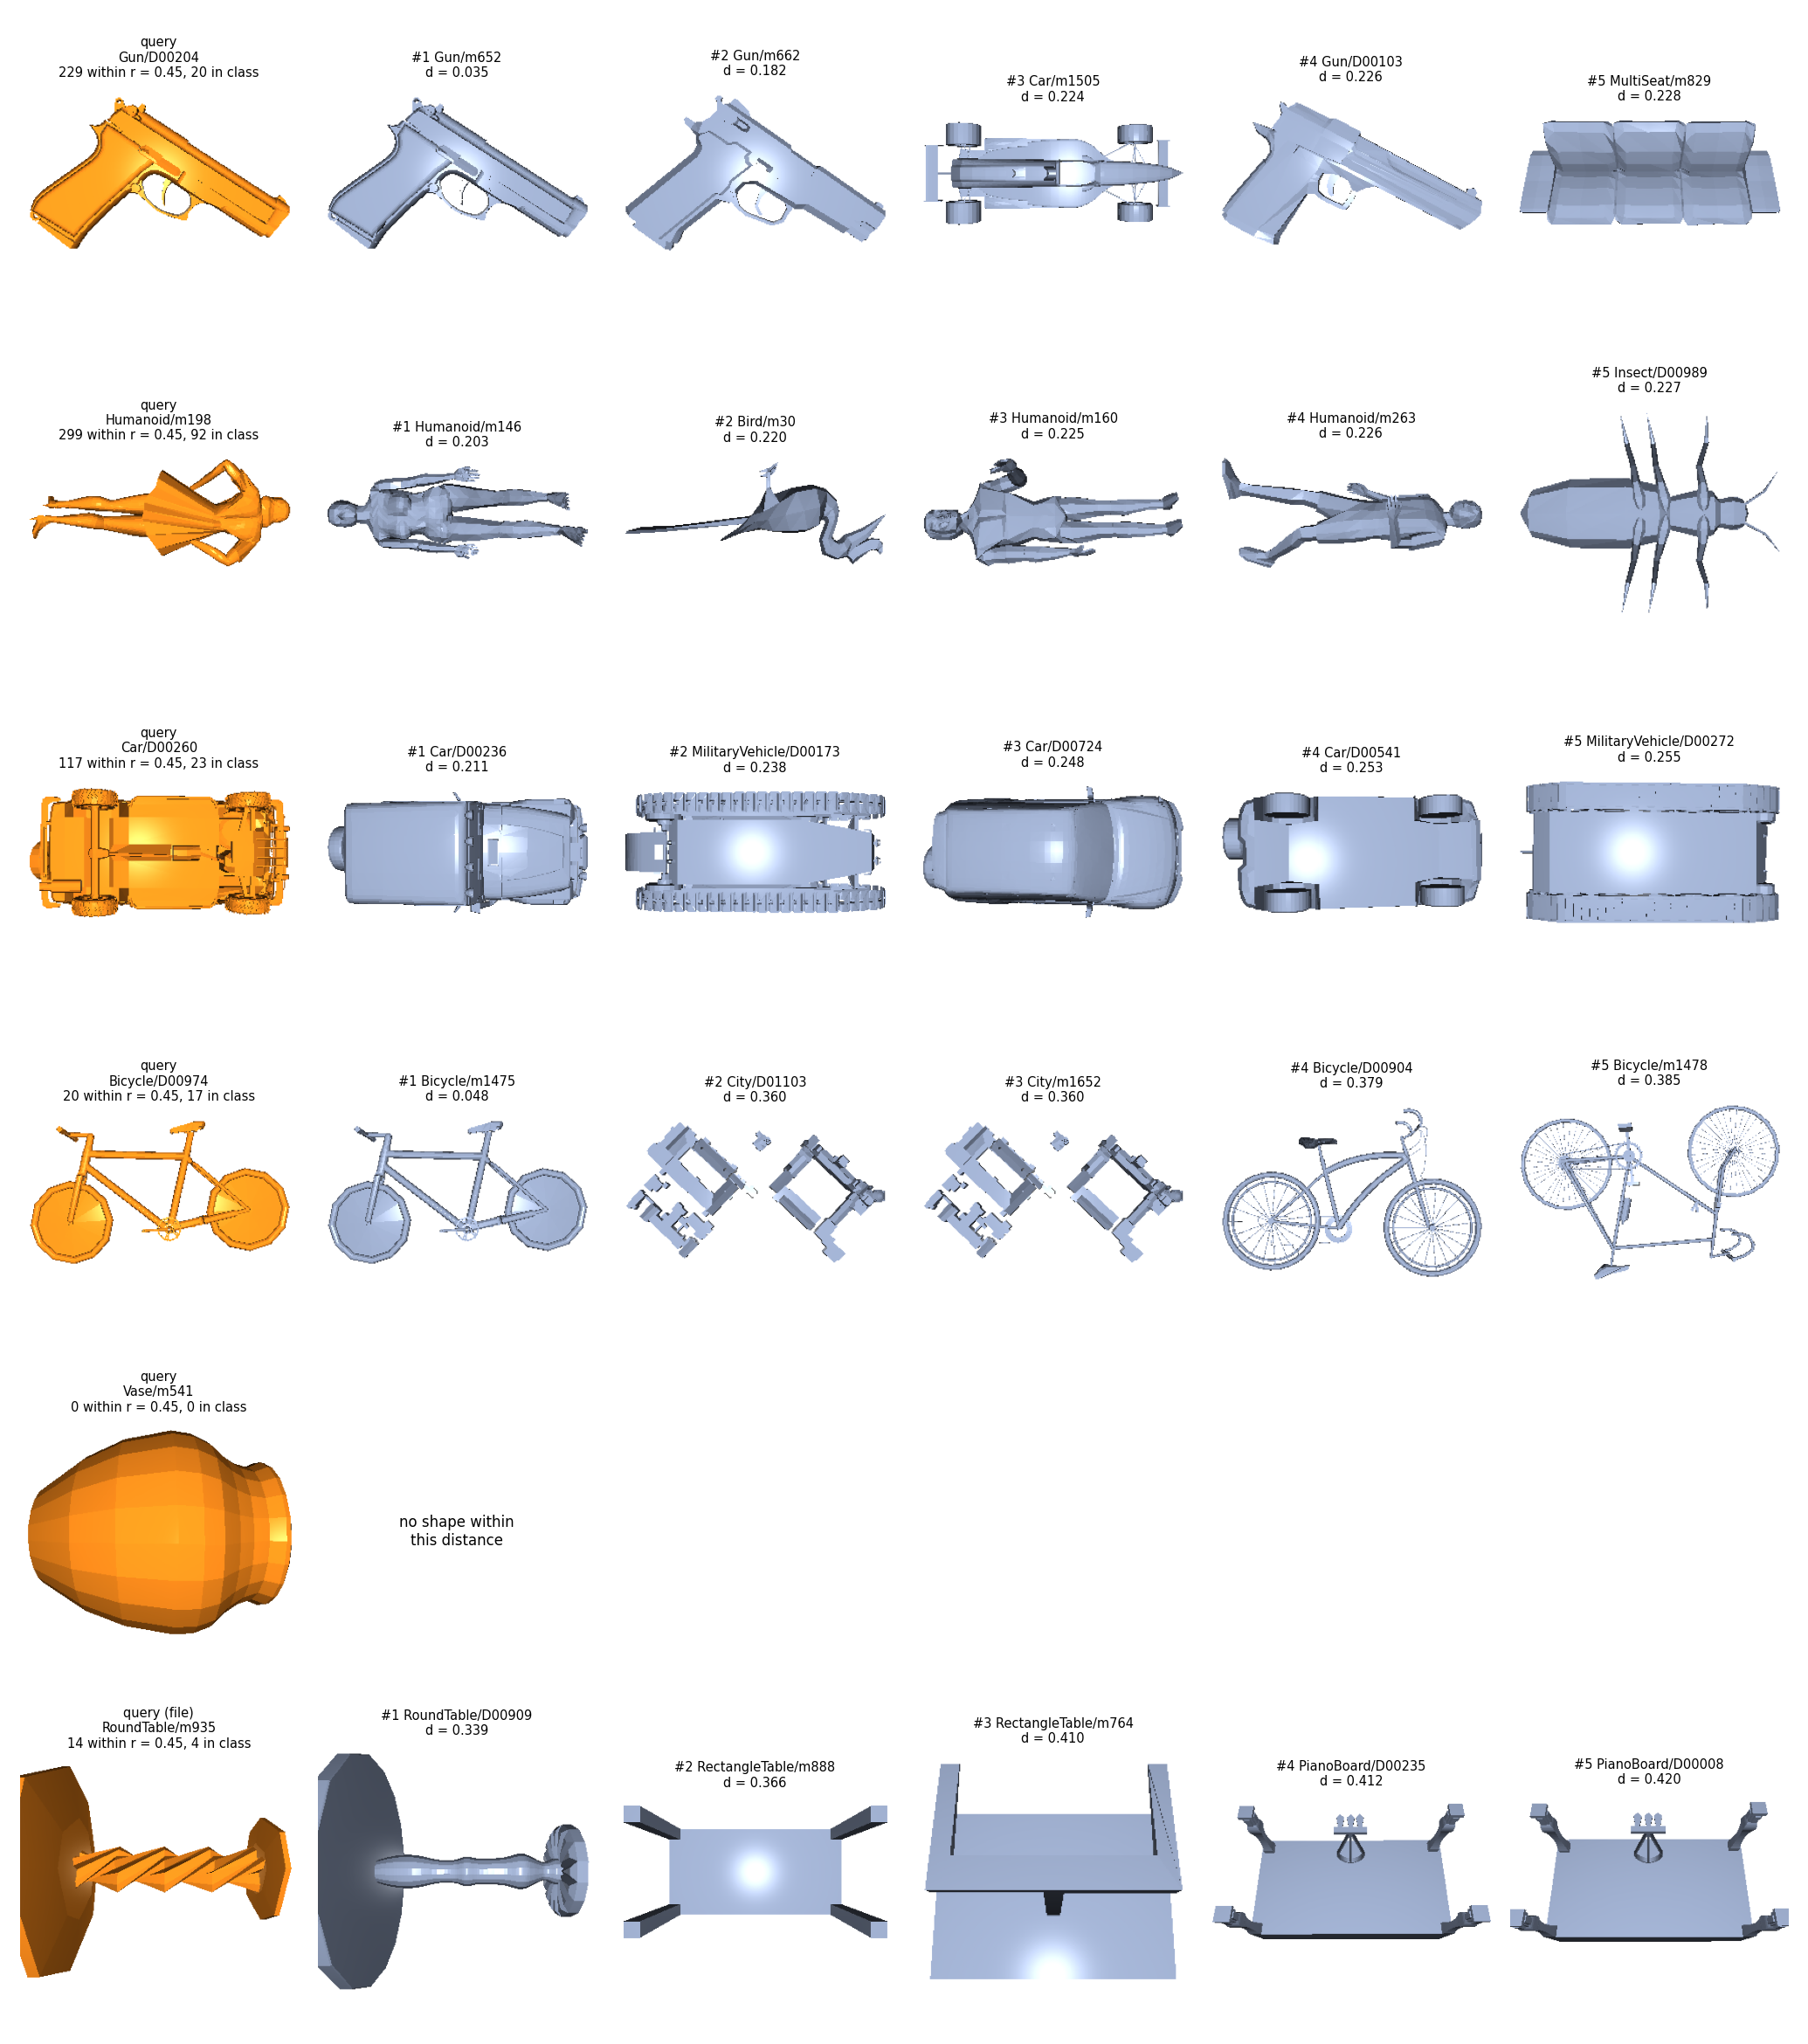 query
Gun/D00204
229 within r = 0.45, 20 in class
#1 Gun/m652
d = 0.035
#2 Gun/m662
d = 0.182
#3 Car/m1505
d = 0.224
#4 Gun/D00103
d = 0.226
#5 MultiSeat/m829
d = 0.228
query
Humanoid/m198
299 within r = 0.45, 92 in class
#1 Humanoid/m146
d = 0.203
#2 Bird/m30
d = 0.220
#3 Humanoid/m160
d = 0.225
#4 Humanoid/m263
d = 0.226
#5 Insect/D00989
d = 0.227
query
Car/D00260
117 within r = 0.45, 23 in class
#1 Car/D00236
d = 0.211
#2 MilitaryVehicle/D00173
d = 0.238
#3 Car/D00724
d = 0.248
#4 Car/D00541
d = 0.253
#5 MilitaryVehicle/D00272
d = 0.255
query
Bicycle/D00974
20 within r = 0.45, 17 in class
#1 Bicycle/m1475
d = 0.048
#2 City/D01103
d = 0.360
#3 City/m1652
d = 0.360
#4 Bicycle/D00904
d = 0.379
#5 Bicycle/m1478
d = 0.385
query
Vase/m541
0 within r = 0.45, 0 in class
no shape within
this distance
query (file)
RoundTable/m935
14 within r = 0.45, 4 in class
#1 RoundTable/D00909
d = 0.339
#2 RectangleTable/m888
d = 0.366
#3 RectangleTable/m764
d = 0.410
#4 PianoBoard/D00235
d = 0.412
#5 PianoBoard/D00008
d = 0.420